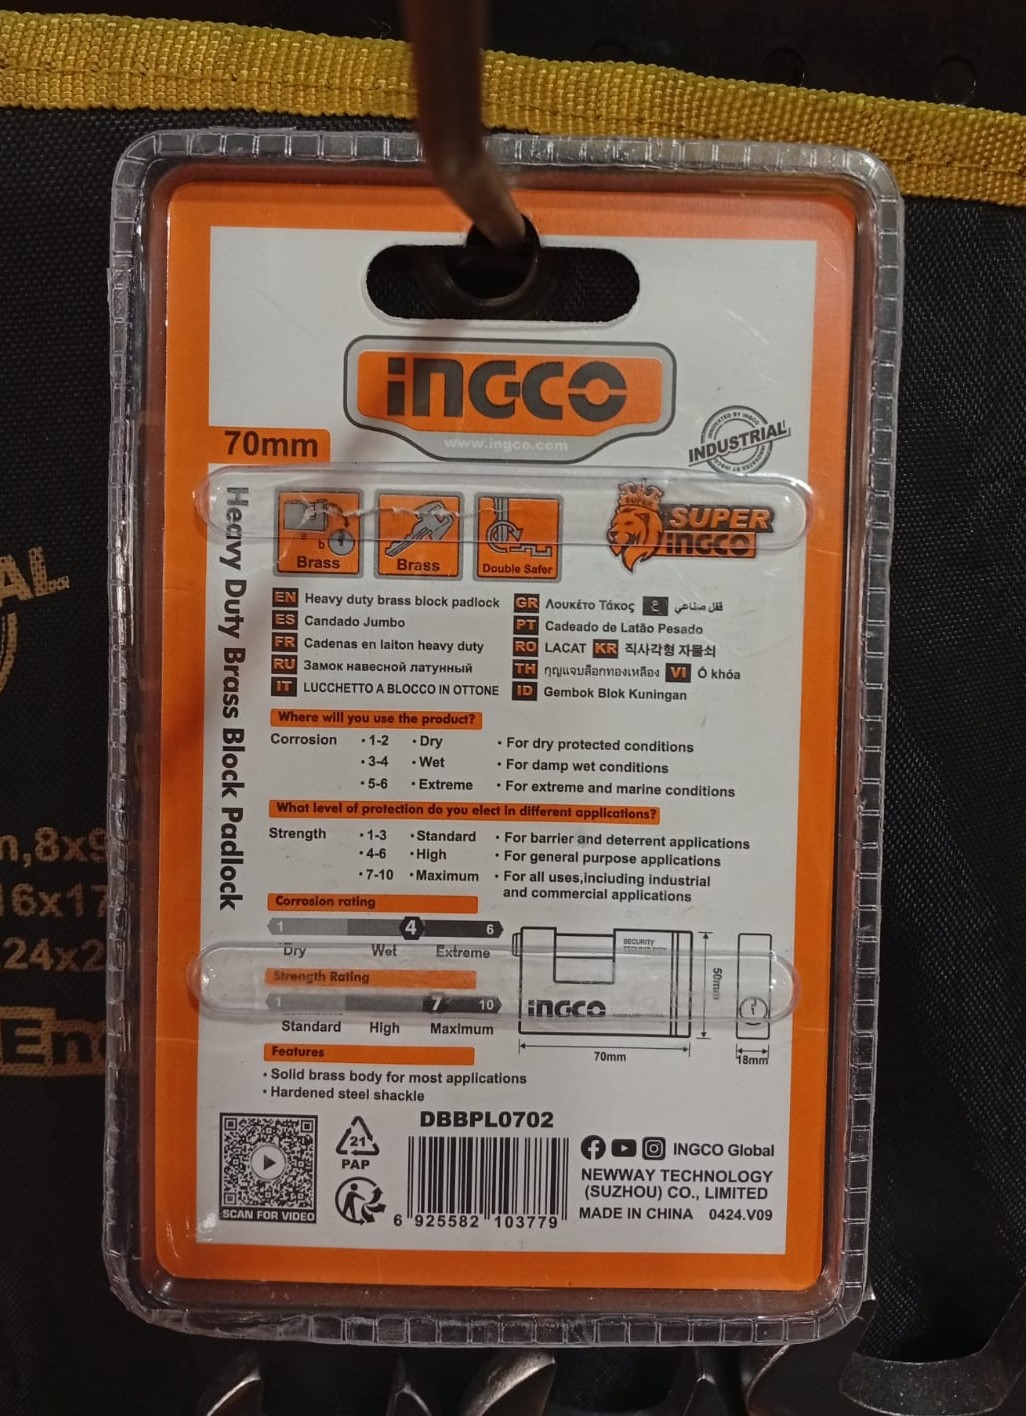 INGCO
www.ingco.com
70mm
INDUSTRIAL
Heavy Duty Brass Block Padlock
a
b
Brass
Brass
Double Safer
SUPER
INGCO
EN Heavy duty brass block padlock
ES Candado Jumbo
FR Cadenas en laiton heavy duty
RU Замок навесной латунный
IT LUCCHETTO A BLOCCO IN OTTONE
GR Λουκέτο Τάκος ع قفل صناعي
PT Cadeado de Latão Pesado
RO LACAT KR 직사각형 자물쇠
TH กุญแจบล๊อกทองเหลือง VI Ổ khóa
ID Gembok Blok Kuningan
Where will you use the product?
Corrosion • 1-2 • Dry • For dry protected conditions
• 3-4 • Wet • For damp wet conditions
• 5-6 • Extreme • For extreme and marine conditions
What level of protection do you elect in different applications?
Strength • 1-3 • Standard • For barrier and deterrent applications
• 4-6 • High • For general purpose applications
• 7-10 • Maximum • For all uses,including industrial
and commercial applications
Corrosion rating
1 4 6
Dry Wet Extreme
Strength Rating
1 7 10
Standard High Maximum
SECURITY
INGCO
50mm
70mm
18mm
Features
• Solid brass body for most applications
• Hardened steel shackle
SCAN FOR VIDEO
21
PAP
DBBPL0702
6 925582 103779
INGCO Global
NEWWAY TECHNOLOGY
(SUZHOU) CO., LIMITED
MADE IN CHINA 0424.V09